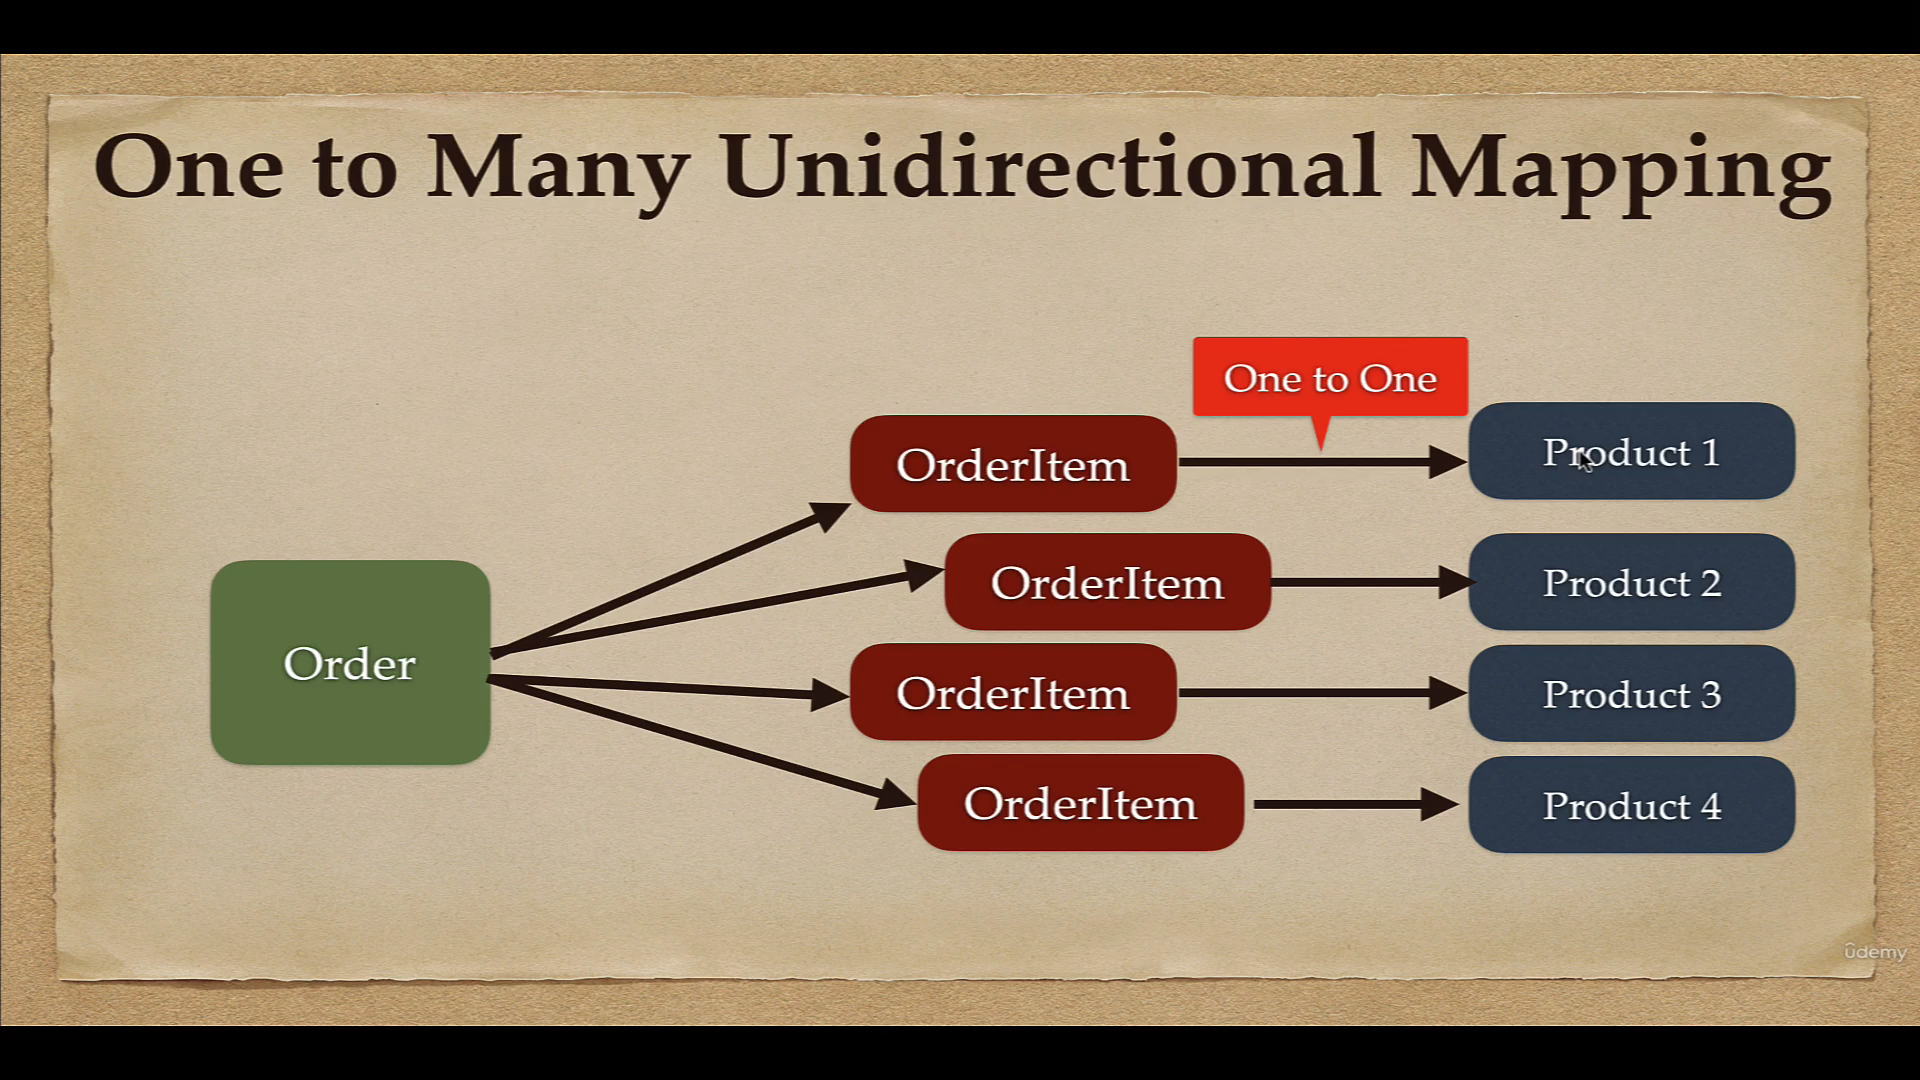 One to Many Unidirectional Mapping
One to One
OrderItem
Product 1
OrderItem
Product 2
Order
OrderItem
Product 3
OrderItem
Product 4
ûdemy